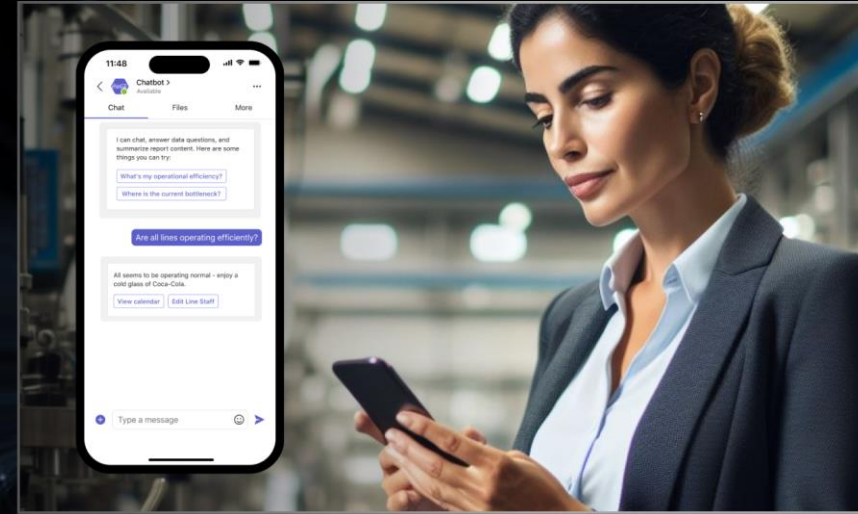 11:48
Chatbot >
Available
Chat Files More
I can chat, answer data questions, and
summarize report content. Here are some
things you can try:
What's my operational efficiency?
Where is the current bottleneck?
Are all lines operating efficiently?
All seems to be operating normal - enjoy a
cold glass of Coca-Cola.
View calendar Edit Line Staff
Type a message